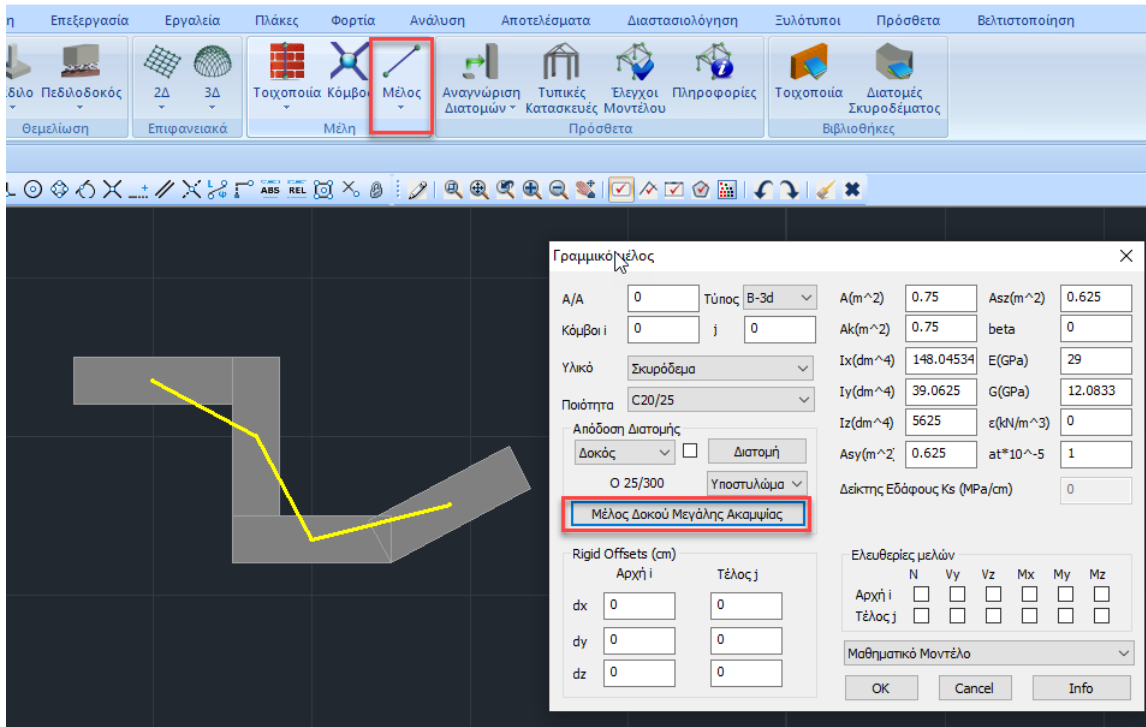 η Επεξεργασία Εργαλεία Πλάκες Φορτία Ανάλυση Αποτελέσματα Διαστασιολόγηση Ξυλότυποι Πρόσθετα Βελτιστοποίηση
διλο Πεδιλοδοκός 2Δ 3Δ Τοιχοποιία Κόμβος Μέλος Αναγνώριση Διατομών Τυπικές Κατασκευές Έλεγχοι Μοντέλου Πληροφορίες Τοιχοποιία Διατομές Σκυροδέματος
Θεμελίωση Επιφανειακά Μέλη Πρόσθετα Βιβλιοθήκες
ABS REL
Γραμμικό μέλος
Α/Α 0 Τύπος B-3d A(m^2) 0.75 Asz(m^2) 0.625
Κόμβοι i 0 j 0 Ak(m^2) 0.75 beta 0
Υλικό Σκυρόδεμα Ix(dm^4) 148.04534 E(GPa) 29
Ποιότητα C20/25 Iy(dm^4) 39.0625 G(GPa) 12.0833
Απόδοση Διατομής Iz(dm^4) 5625 ε(kN/m^3) 0
Δοκός Διατομή Asy(m^2) 0.625 at*10^-5 1
Ο 25/300 Υποστυλώμα Δείκτης Εδάφους Ks (MPa/cm) 0
Μέλος Δοκού Μεγάλης Ακαμψίας
Rigid Offsets (cm) Ελευθερίες μελών
Αρχή i Τέλος j N Vy Vz Mx My Mz
dx 0 0 Αρχή i
Τέλος j
dy 0 0
dz 0 0 Μαθηματικό Μοντέλο
OK Cancel Info